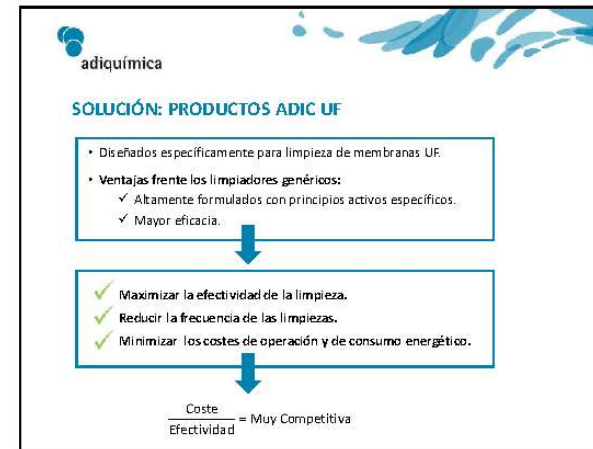 adiquímica
SOLUCIÓN: PRODUCTOS ADIC UF
• Diseñados específicamente para limpieza de membranas UF.
• Ventajas frente los limpiadores genéricos:
✓ Altamente formulados con principios activos específicos.
✓ Mayor eficacia.
✓ Maximizar la efectividad de la limpieza.
✓ Reducir la frecuencia de las limpiezas.
✓ Minimizar los costes de operación y de consumo energético.
Coste
Efectividad = Muy Competitiva